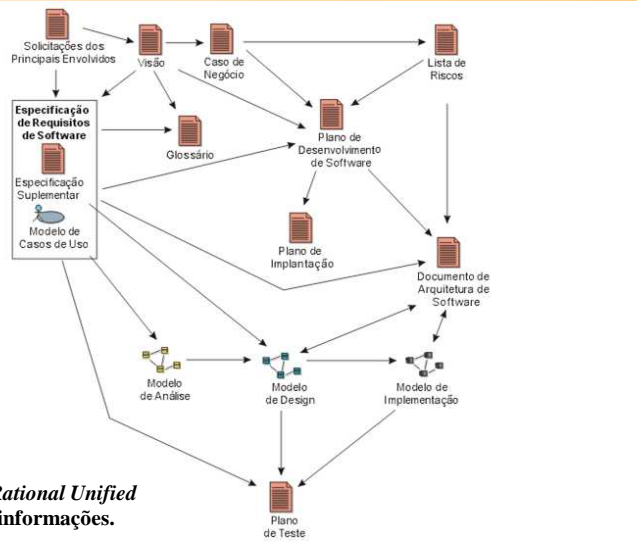 Solicitações dos
Principais Envolvidos
Visão
Caso de
Negócio
Lista de
Riscos
Especificação
de Requisitos
de Software
Especificação
Suplementar
Modelo de
Casos de Uso
Glossário
Plano de
Desenvolvimento
de Software
Plano de
Implantação
Documento de
Arquitetura de
Software
Modelo
de Análise
Modelo
de Design
Modelo de
Implementação
Rational Unified
informações.
Plano
de Teste